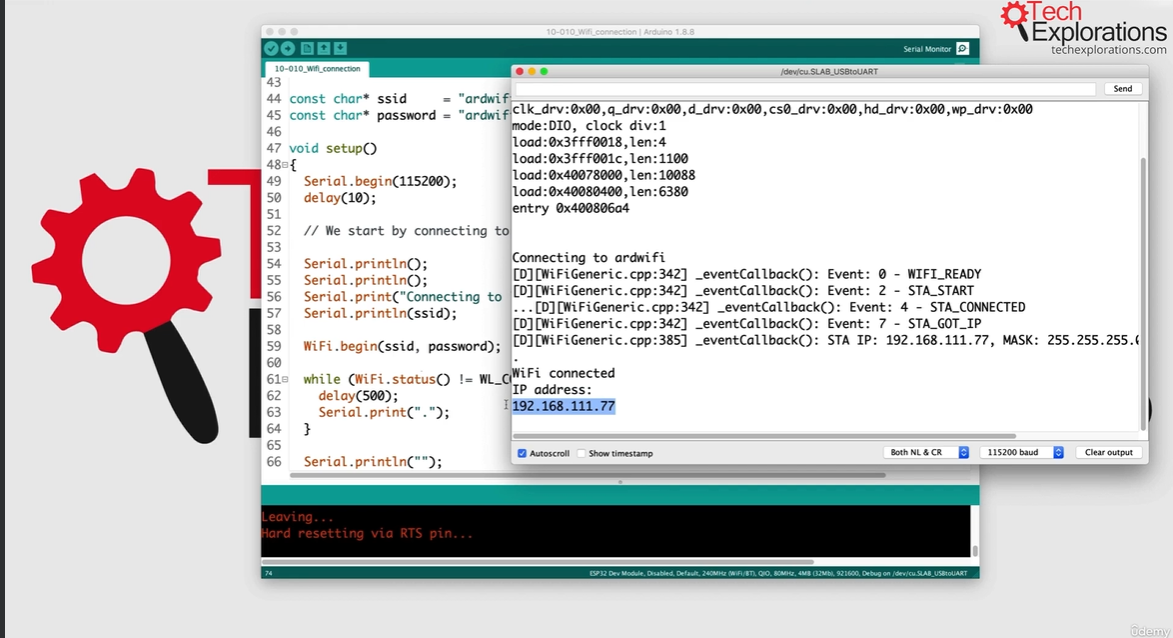 Tech
Explorations
techexplorations.com
10-010_Wifi_connection | Arduino 1.8.8
Serial Monitor
10-010_Wifi_connection
43
44 const char* ssid = "ardwif
45 const char* password = "ardwif
46
47 void setup()
48 {
49 Serial.begin(115200);
50 delay(10);
51
52 // We start by connecting to
53
54 Serial.println();
55 Serial.println();
56 Serial.print("Connecting to
57 Serial.println(ssid);
58
59 WiFi.begin(ssid, password);
60
61 while (WiFi.status() != WL_CO
62 delay(500);
63 Serial.print(".");
64 }
65
66 Serial.println("");
/dev/cu.SLAB_USBtoUART
Send
clk_drv:0x00,q_drv:0x00,d_drv:0x00,cs0_drv:0x00,hd_drv:0x00,wp_drv:0x00
mode:DIO, clock div:1
load:0x3fff0018,len:4
load:0x3fff001c,len:1100
load:0x40078000,len:10088
load:0x40080400,len:6380
entry 0x400806a4
Connecting to ardwifi
[D][WiFiGeneric.cpp:342] _eventCallback(): Event: 0 - WIFI_READY
[D][WiFiGeneric.cpp:342] _eventCallback(): Event: 2 - STA_START
...[D][WiFiGeneric.cpp:342] _eventCallback(): Event: 4 - STA_CONNECTED
[D][WiFiGeneric.cpp:342] _eventCallback(): Event: 7 - STA_GOT_IP
[D][WiFiGeneric.cpp:385] _eventCallback(): STA IP: 192.168.111.77, MASK: 255.255.255.0
.
WiFi connected
IP address:
192.168.111.77
Autoscroll Show timestamp Both NL & CR 115200 baud Clear output
Leaving...
Hard resetting via RTS pin...
74 ESP32 Dev Module, Disabled, Default, 240MHz (WiFi/BT), QIO, 80MHz, 4MB (32Mb), 921600, Debug on /dev/cu.SLAB_USBtoUART
ûdemy